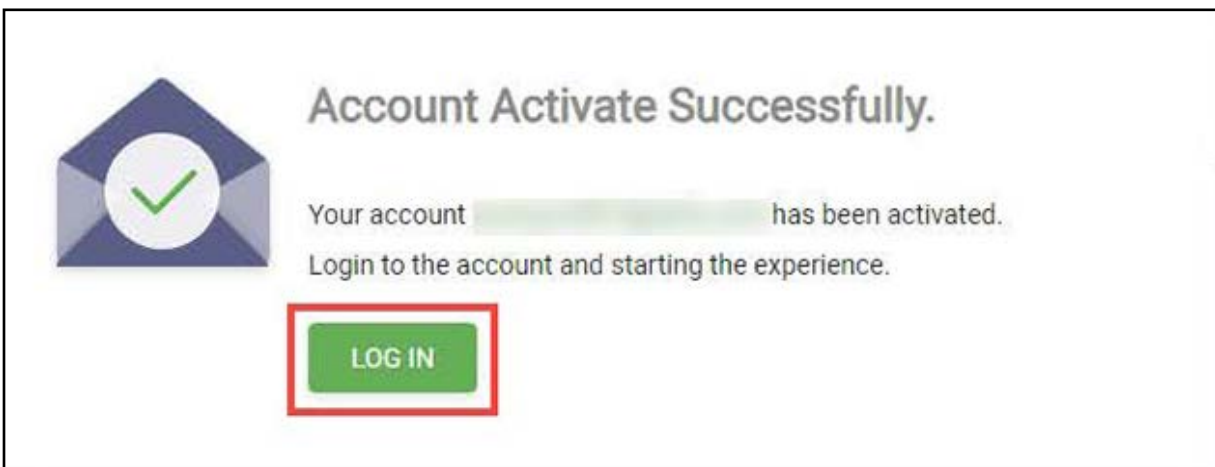 Account Activate Successfully.
Your account has been activated.
Login to the account and starting the experience.
LOG IN